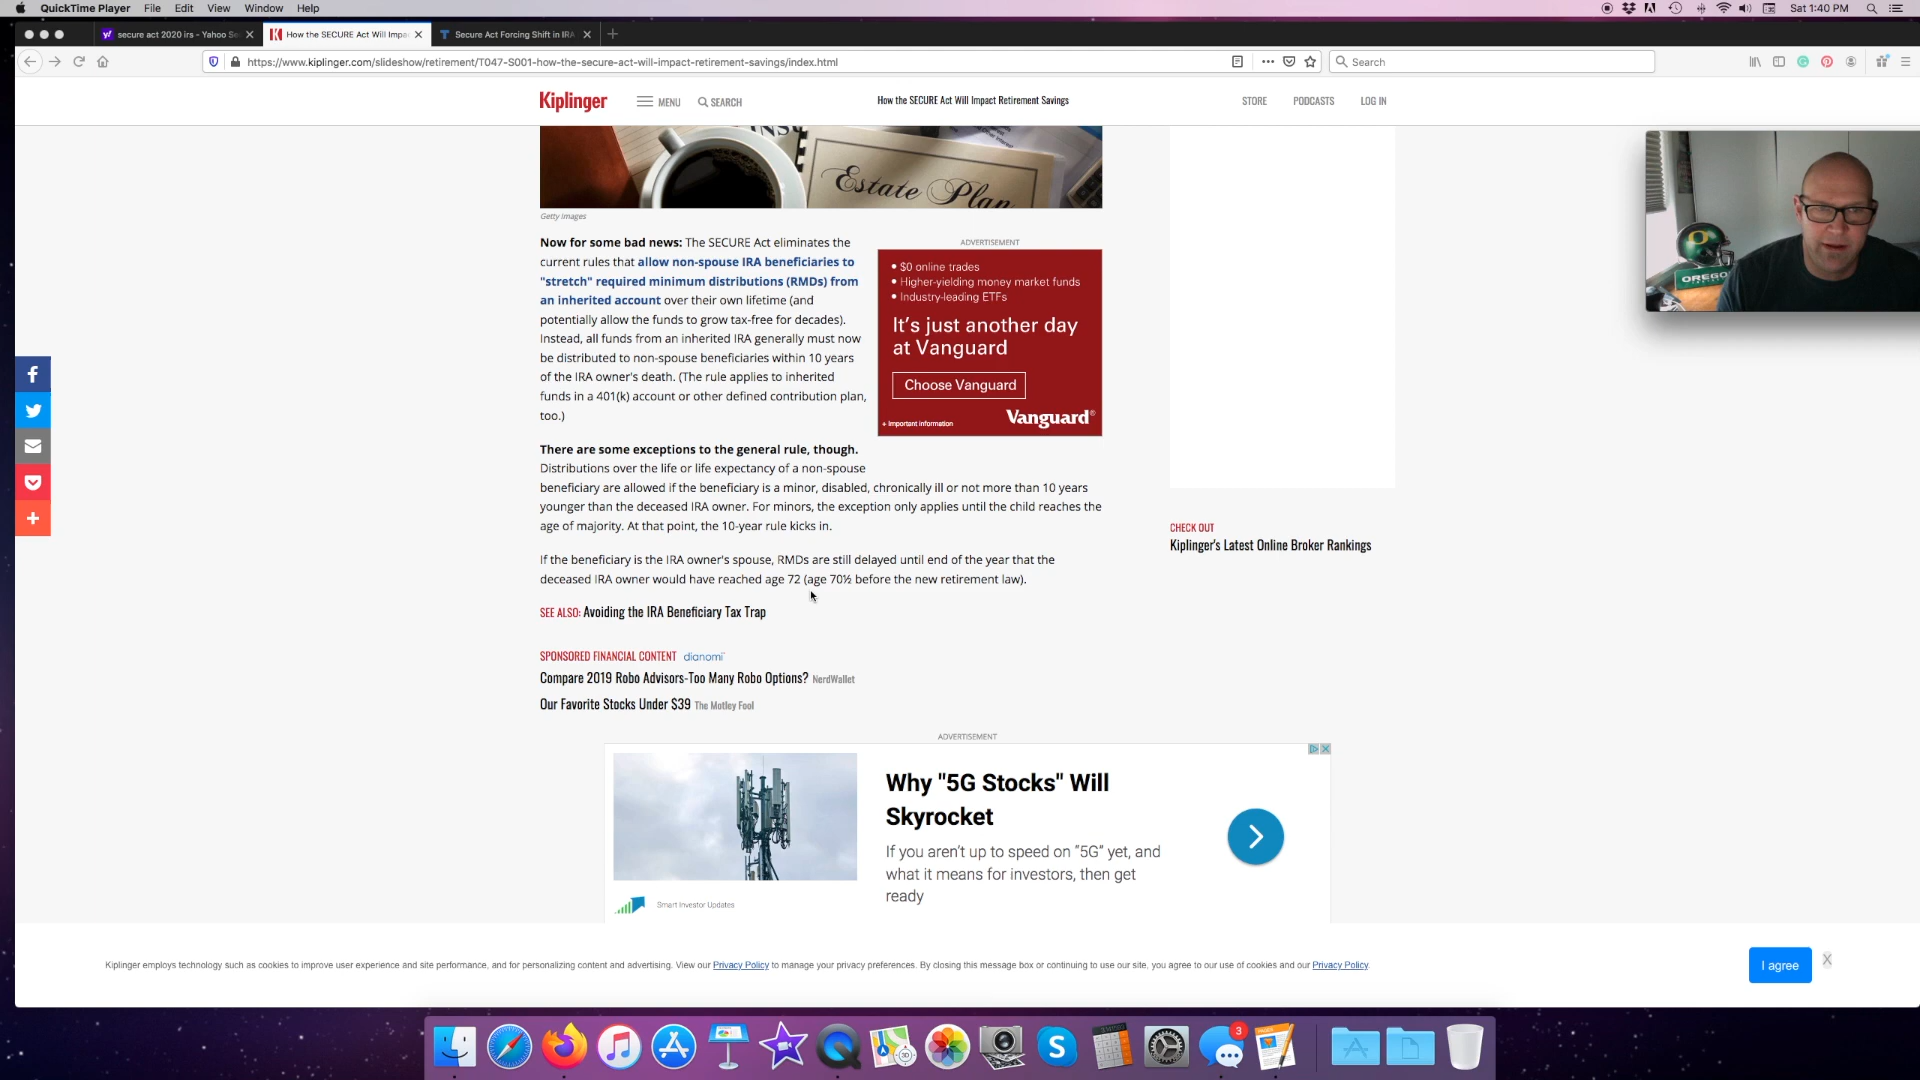 QuickTime Player File Edit View Window Help
Sat 1:40 PM
secure act 2020 irs - Yahoo Se
How the SECURE Act Will Impa
Secure Act Forcing Shift in IRA
https://www.kiplinger.com/slideshow/retirement/T047-S001-how-the-secure-act-will-impact-retirement-savings/index.html
Search
Kiplinger
MENU
SEARCH
How the SECURE Act Will Impact Retirement Savings
STORE
PODCASTS
LOG IN
Estate Plan
OREGO
Getty Images
Now for some bad news: The SECURE Act eliminates the
current rules that allow non-spouse IRA beneficiaries to
"stretch" required minimum distributions (RMDs) from
an inherited account over their own lifetime (and
potentially allow the funds to grow tax-free for decades).
Instead, all funds from an inherited IRA generally must now
be distributed to non-spouse beneficiaries within 10 years
of the IRA owner's death. (The rule applies to inherited
funds in a 401(k) account or other defined contribution plan,
too.)
ADVERTISEMENT
• $0 online trades
• Higher-yielding money market funds
• Industry-leading ETFs
It's just another day
at Vanguard
Choose Vanguard
+ Important information
Vanguard®
There are some exceptions to the general rule, though.
Distributions over the life or life expectancy of a non-spouse
beneficiary are allowed if the beneficiary is a minor, disabled, chronically ill or not more than 10 years
younger than the deceased IRA owner. For minors, the exception only applies until the child reaches the
age of majority. At that point, the 10-year rule kicks in.
If the beneficiary is the IRA owner's spouse, RMDs are still delayed until end of the year that the
deceased IRA owner would have reached age 72 (age 70½ before the new retirement law).
SEE ALSO: Avoiding the IRA Beneficiary Tax Trap
CHECK OUT
Kiplinger's Latest Online Broker Rankings
SPONSORED FINANCIAL CONTENT dianomi
Compare 2019 Robo Advisors-Too Many Robo Options? NerdWallet
Our Favorite Stocks Under $39 The Motley Fool
ADVERTISEMENT
Why "5G Stocks" Will
Skyrocket
If you aren't up to speed on "5G" yet, and
what it means for investors, then get
ready
Smart Investor Updates
Kiplinger employs technology such as cookies to improve user experience and site performance, and for personalizing content and advertising. View our Privacy Policy to manage your privacy preferences. By closing this message box or continuing to use our site, you agree to our use of cookies and our Privacy Policy.
I agree
X
3